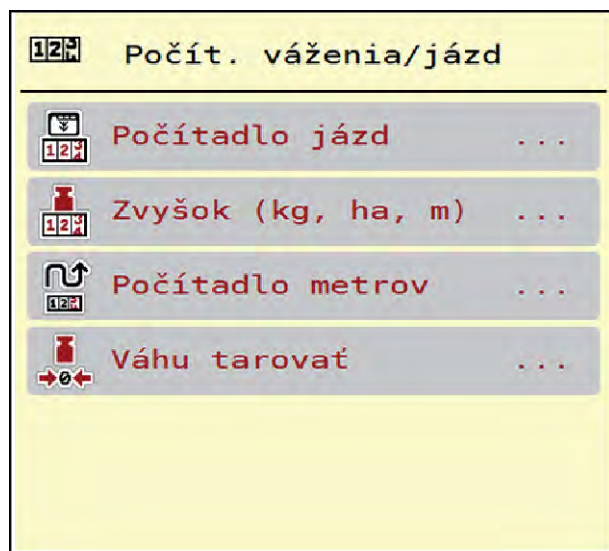 Počít. váženia/jázd
Počítadlo jázd ...
Zvyšok (kg, ha, m) ...
Počítadlo metrov ...
Váhu tarovať ...